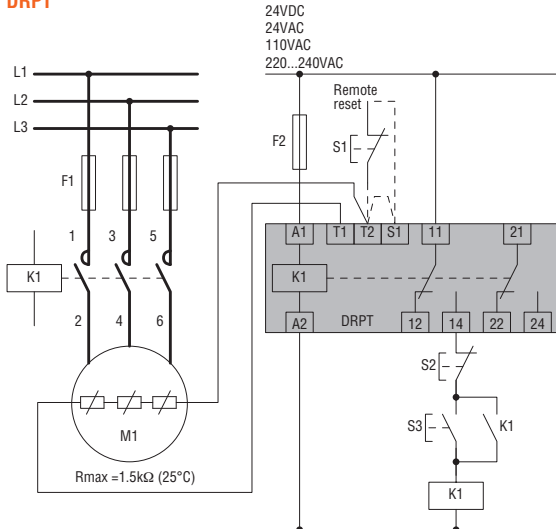 DRPT
24VDC
24VAC
110VAC
220...240VAC
L1
L2
L3
Remote
reset
F2
S1
F1
A1 T1 T2 S1 11 21
1 3 5
K1
K1
2 4 6
A2 DRPT 12 14 22 24
S2
S3 K1
M1
Rmax =1.5kΩ (25°C)
K1